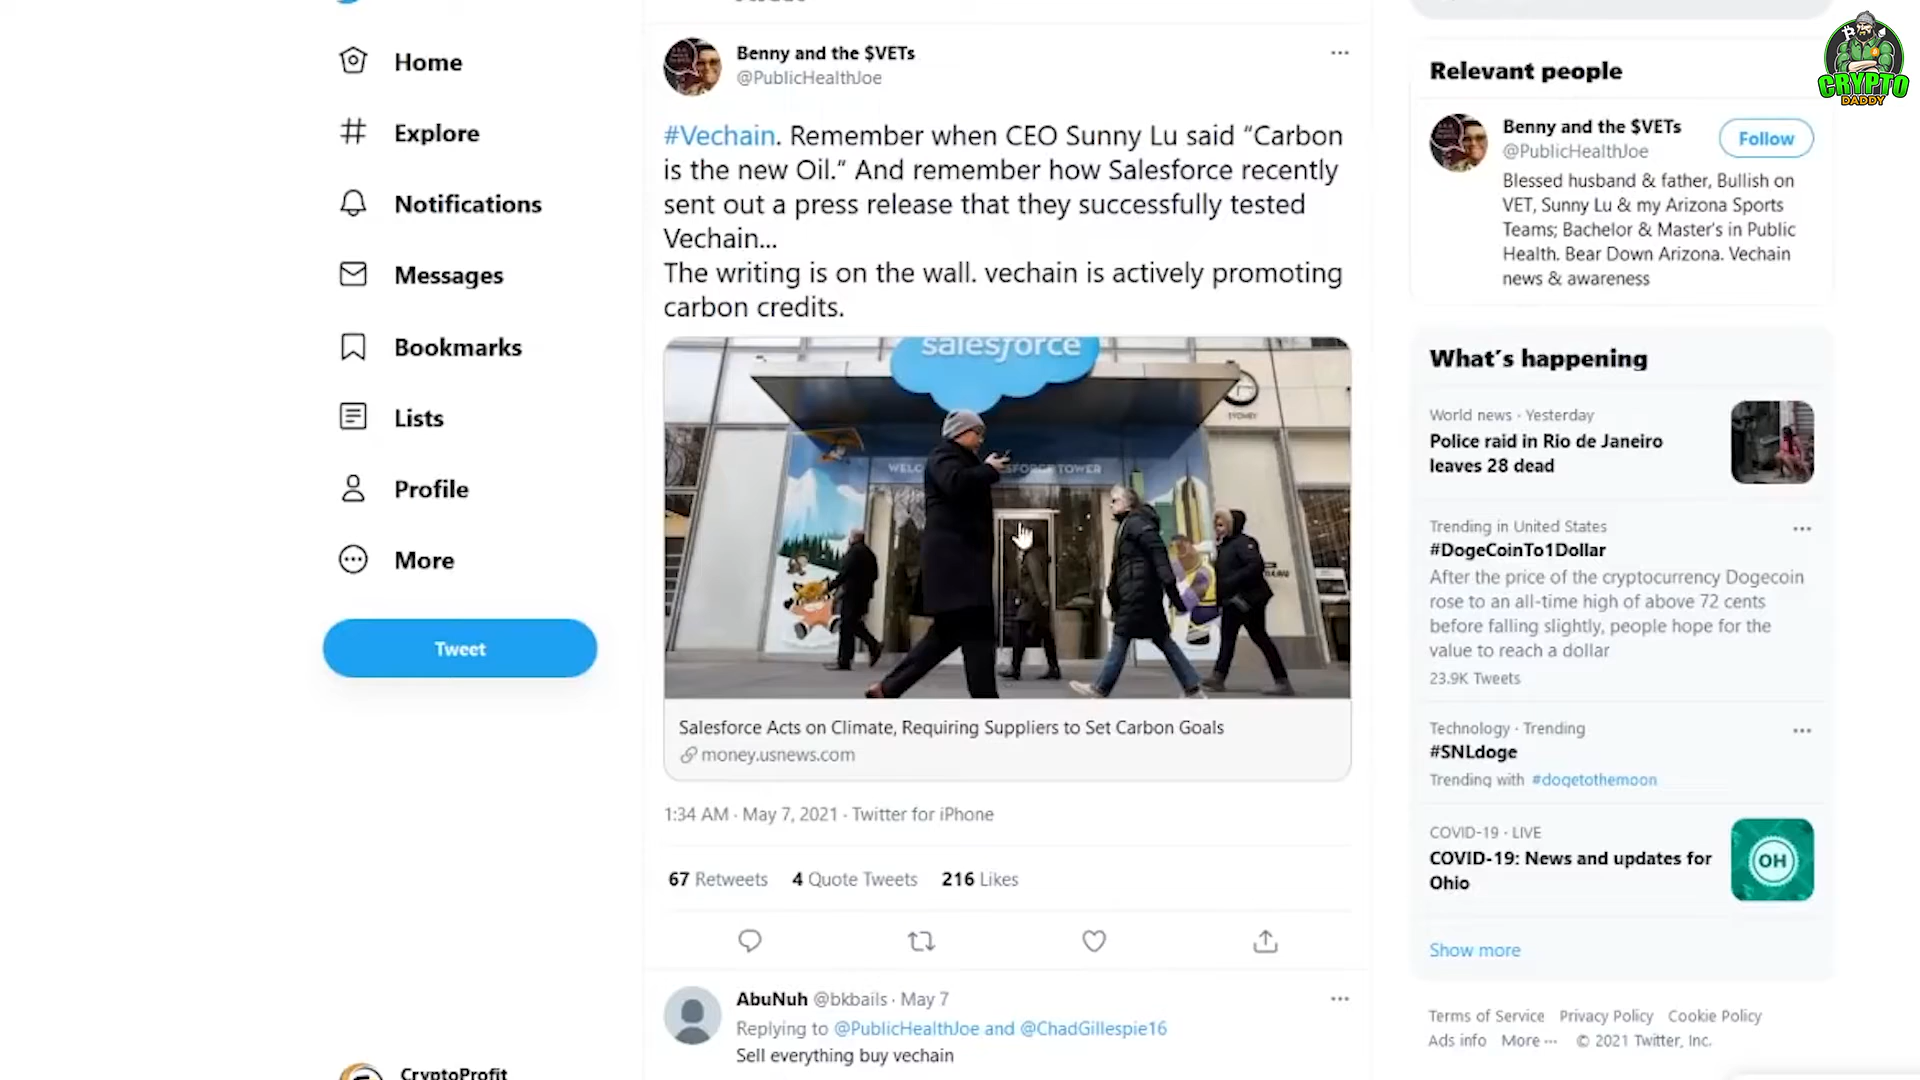 Home
Explore
Notifications
Messages
Bookmarks
Lists
Profile
More
Tweet
CryptoProfit
Benny and the $VETs
@PublicHealthJoe
#Vechain. Remember when CEO Sunny Lu said “Carbon
is the new Oil.” And remember how Salesforce recently
sent out a press release that they successfully tested
Vechain...
The writing is on the wall. vechain is actively promoting
carbon credits.
salesforce
SYDNEY
TOWER
Salesforce Acts on Climate, Requiring Suppliers to Set Carbon Goals
money.usnews.com
1:34 AM · May 7, 2021 · Twitter for iPhone
67 Retweets 4 Quote Tweets 216 Likes
AbuNuh @bkbails · May 7
Replying to @PublicHealthJoe and @ChadGillespie16
Sell everything buy vechain
CRYPTO
DADDY
Relevant people
Benny and the $VETs
@PublicHealthJoe
Follow
Blessed husband & father, Bullish on
VET, Sunny Lu & my Arizona Sports
Teams; Bachelor & Master's in Public
Health. Bear Down Arizona. Vechain
news & awareness
What's happening
World news · Yesterday
Police raid in Rio de Janeiro
leaves 28 dead
Trending in United States
#DogeCoinTo1Dollar
After the price of the cryptocurrency Dogecoin
rose to an all-time high of above 72 cents
before falling slightly, people hope for the
value to reach a dollar
23.9K Tweets
Technology · Trending
#SNLdoge
Trending with #dogetothemoon
COVID-19 · LIVE
COVID-19: News and updates for
Ohio
OH
Show more
Terms of Service Privacy Policy Cookie Policy
Ads info More ··· © 2021 Twitter, Inc.